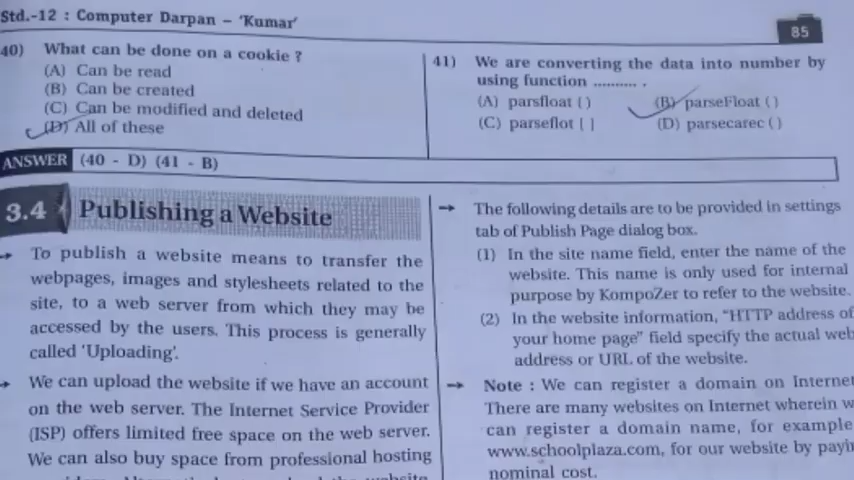 Std.-12 : Computer Darpan – 'Kumar'
85
40) What can be done on a cookie ?
(A) Can be read
(B) Can be created
(C) Can be modified and deleted
(D) All of these
41) We are converting the data into number by
using function .......... .
(A) parsfloat ( )
(B) parseFloat ( )
(C) parseflot [ ]
(D) parsecarec ( )
ANSWER (40 - D) (41 - B)
3.4 Publishing a Website
→ To publish a website means to transfer the
webpages, images and stylesheets related to the
site, to a web server from which they may be
accessed by the users. This process is generally
called 'Uploading'.
→ We can upload the website if we have an account
on the web server. The Internet Service Provider
(ISP) offers limited free space on the web server.
We can also buy space from professional hosting
→ The following details are to be provided in settings
tab of Publish Page dialog box.
(1) In the site name field, enter the name of the
website. This name is only used for internal
purpose by KompoZer to refer to the website.
(2) In the website information, "HTTP address of
your home page" field specify the actual web
address or URL of the website.
→ Note : We can register a domain on Internet
There are many websites on Internet wherein w
can register a domain name, for example
www.schoolplaza.com, for our website by payin
nominal cost.